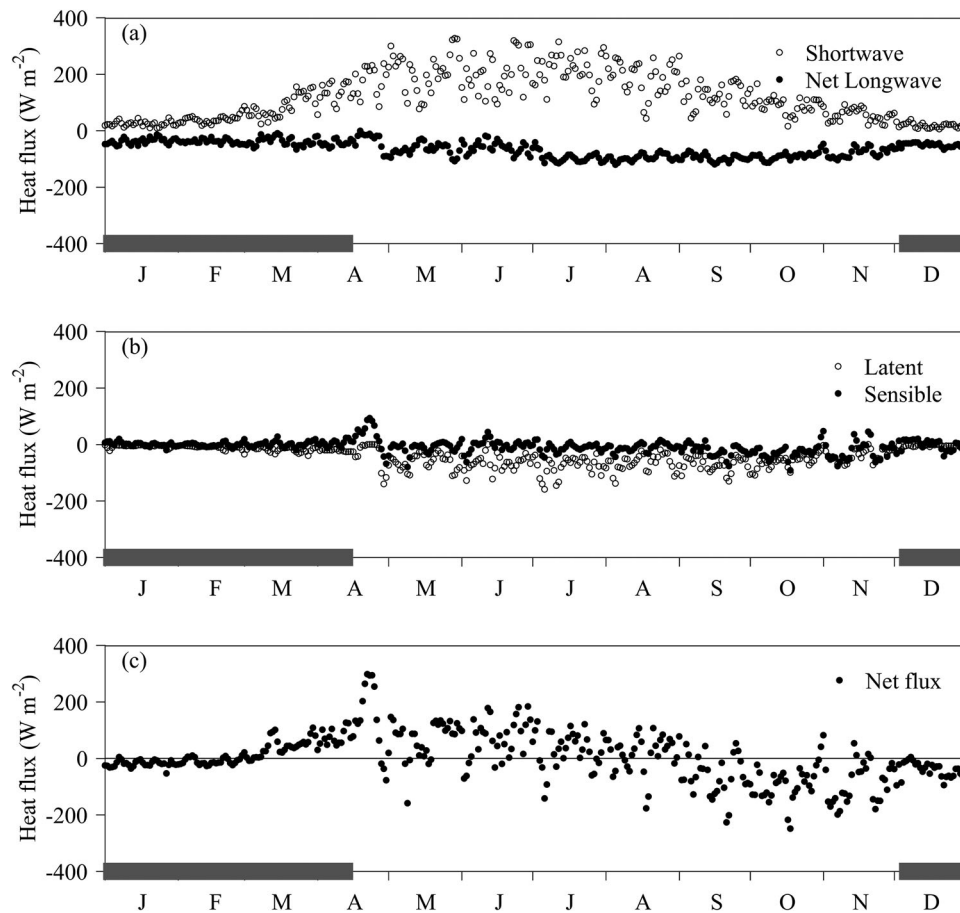 (a)
Shortwave
Net Longwave
Heat flux (W m⁻²)
400
200
0
-200
-400
J F M A M J J A S O N D
(b)
Latent
Sensible
Heat flux (W m⁻²)
400
200
0
-200
-400
J F M A M J J A S O N D
(c)
Net flux
Heat flux (W m⁻²)
400
200
0
-200
-400
J F M A M J J A S O N D